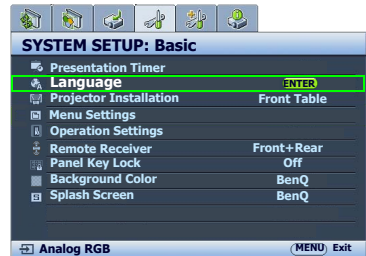 SYSTEM SETUP: Basic
Presentation Timer
Language ENTER
Projector Installation Front Table
Menu Settings
Operation Settings
Remote Receiver Front+Rear
Panel Key Lock Off
Background Color BenQ
Splash Screen BenQ
Analog RGB MENU Exit